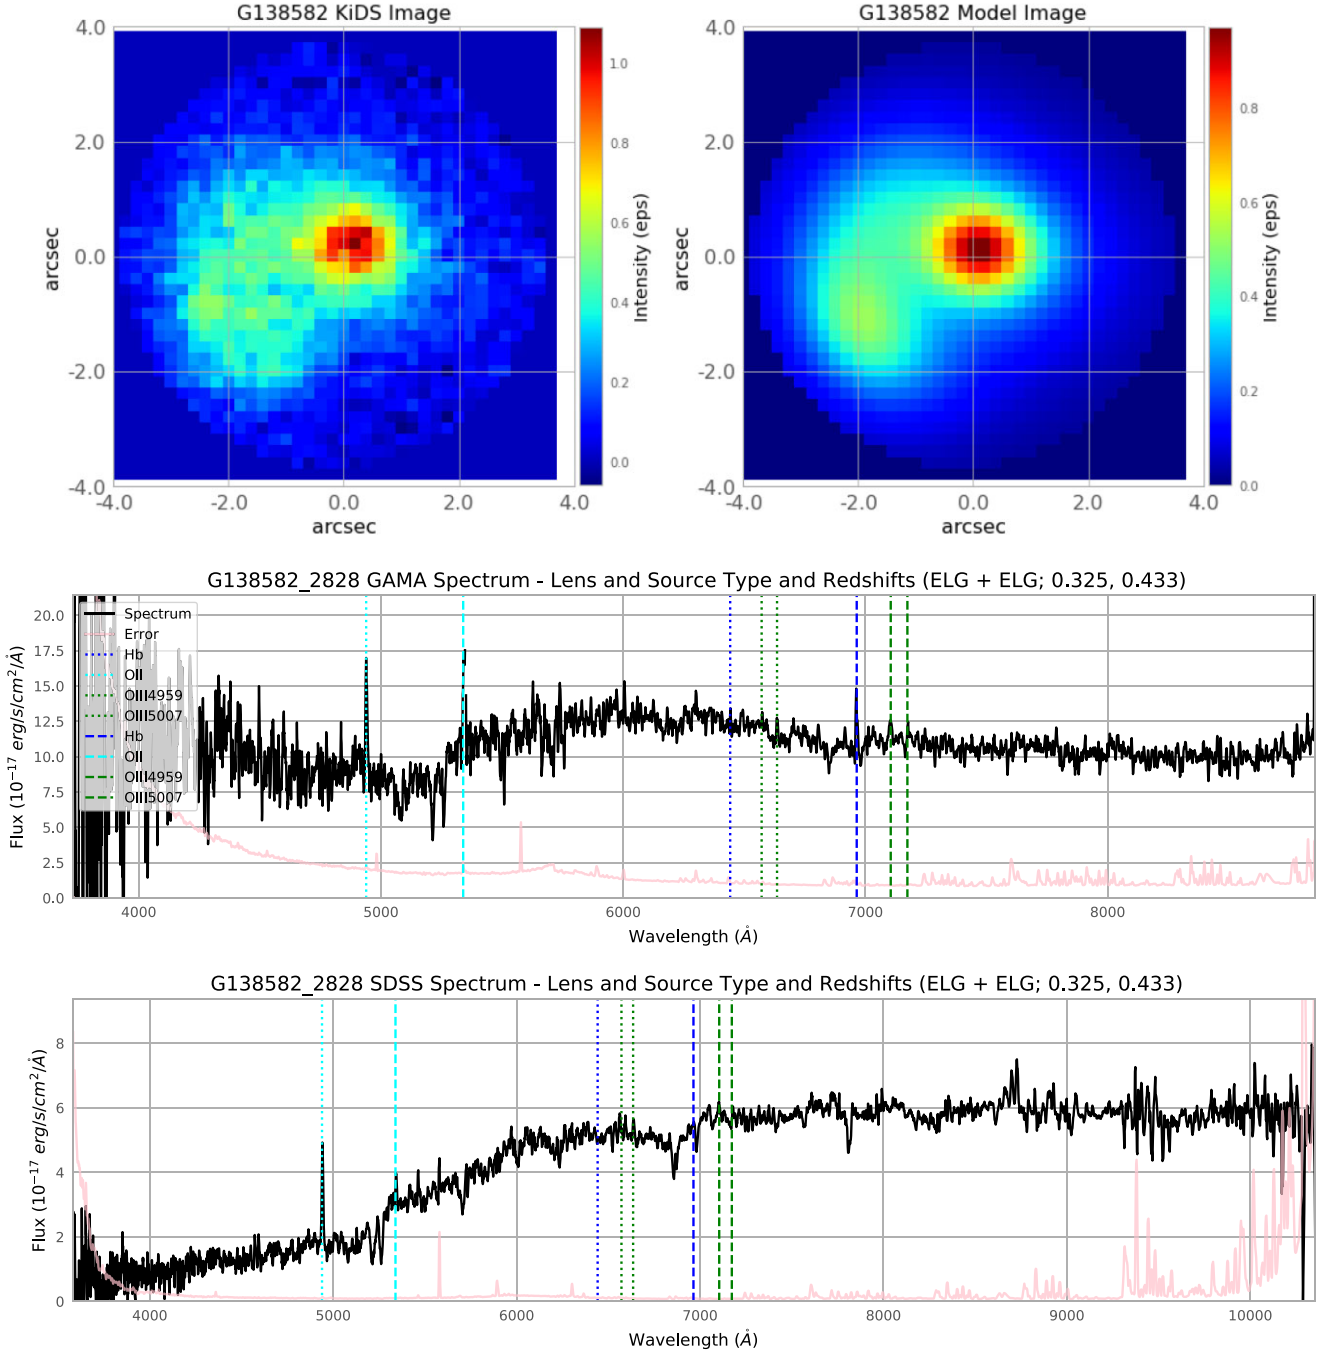 G138582 KiDS Image
4.0
2.0
0.0
-2.0
-4.0
arcsec
-4.0 -2.0 0.0 2.0 4.0
arcsec
1.0
0.8
0.6
0.4
0.2
0.0
Intensity (eps)
G138582 Model Image
4.0
2.0
0.0
-2.0
-4.0
arcsec
-4.0 -2.0 0.0 2.0 4.0
arcsec
0.8
0.6
0.4
0.2
0.0
Intensity (eps)
G138582_2828 GAMA Spectrum - Lens and Source Type and Redshifts (ELG + ELG; 0.325, 0.433)
20.0
17.5
15.0
12.5
10.0
7.5
5.0
2.5
0.0
Flux (10⁻¹⁷ erg/s/cm²/Å)
Spectrum
Error
Hb
OII
OIII4959
OIII5007
Hb
OII
OIII4959
OIII5007
4000 5000 6000 7000 8000
Wavelength (Å)
G138582_2828 SDSS Spectrum - Lens and Source Type and Redshifts (ELG + ELG; 0.325, 0.433)
8
6
4
2
0
Flux (10⁻¹⁷ erg/s/cm²/Å)
4000 5000 6000 7000 8000 9000 10000
Wavelength (Å)